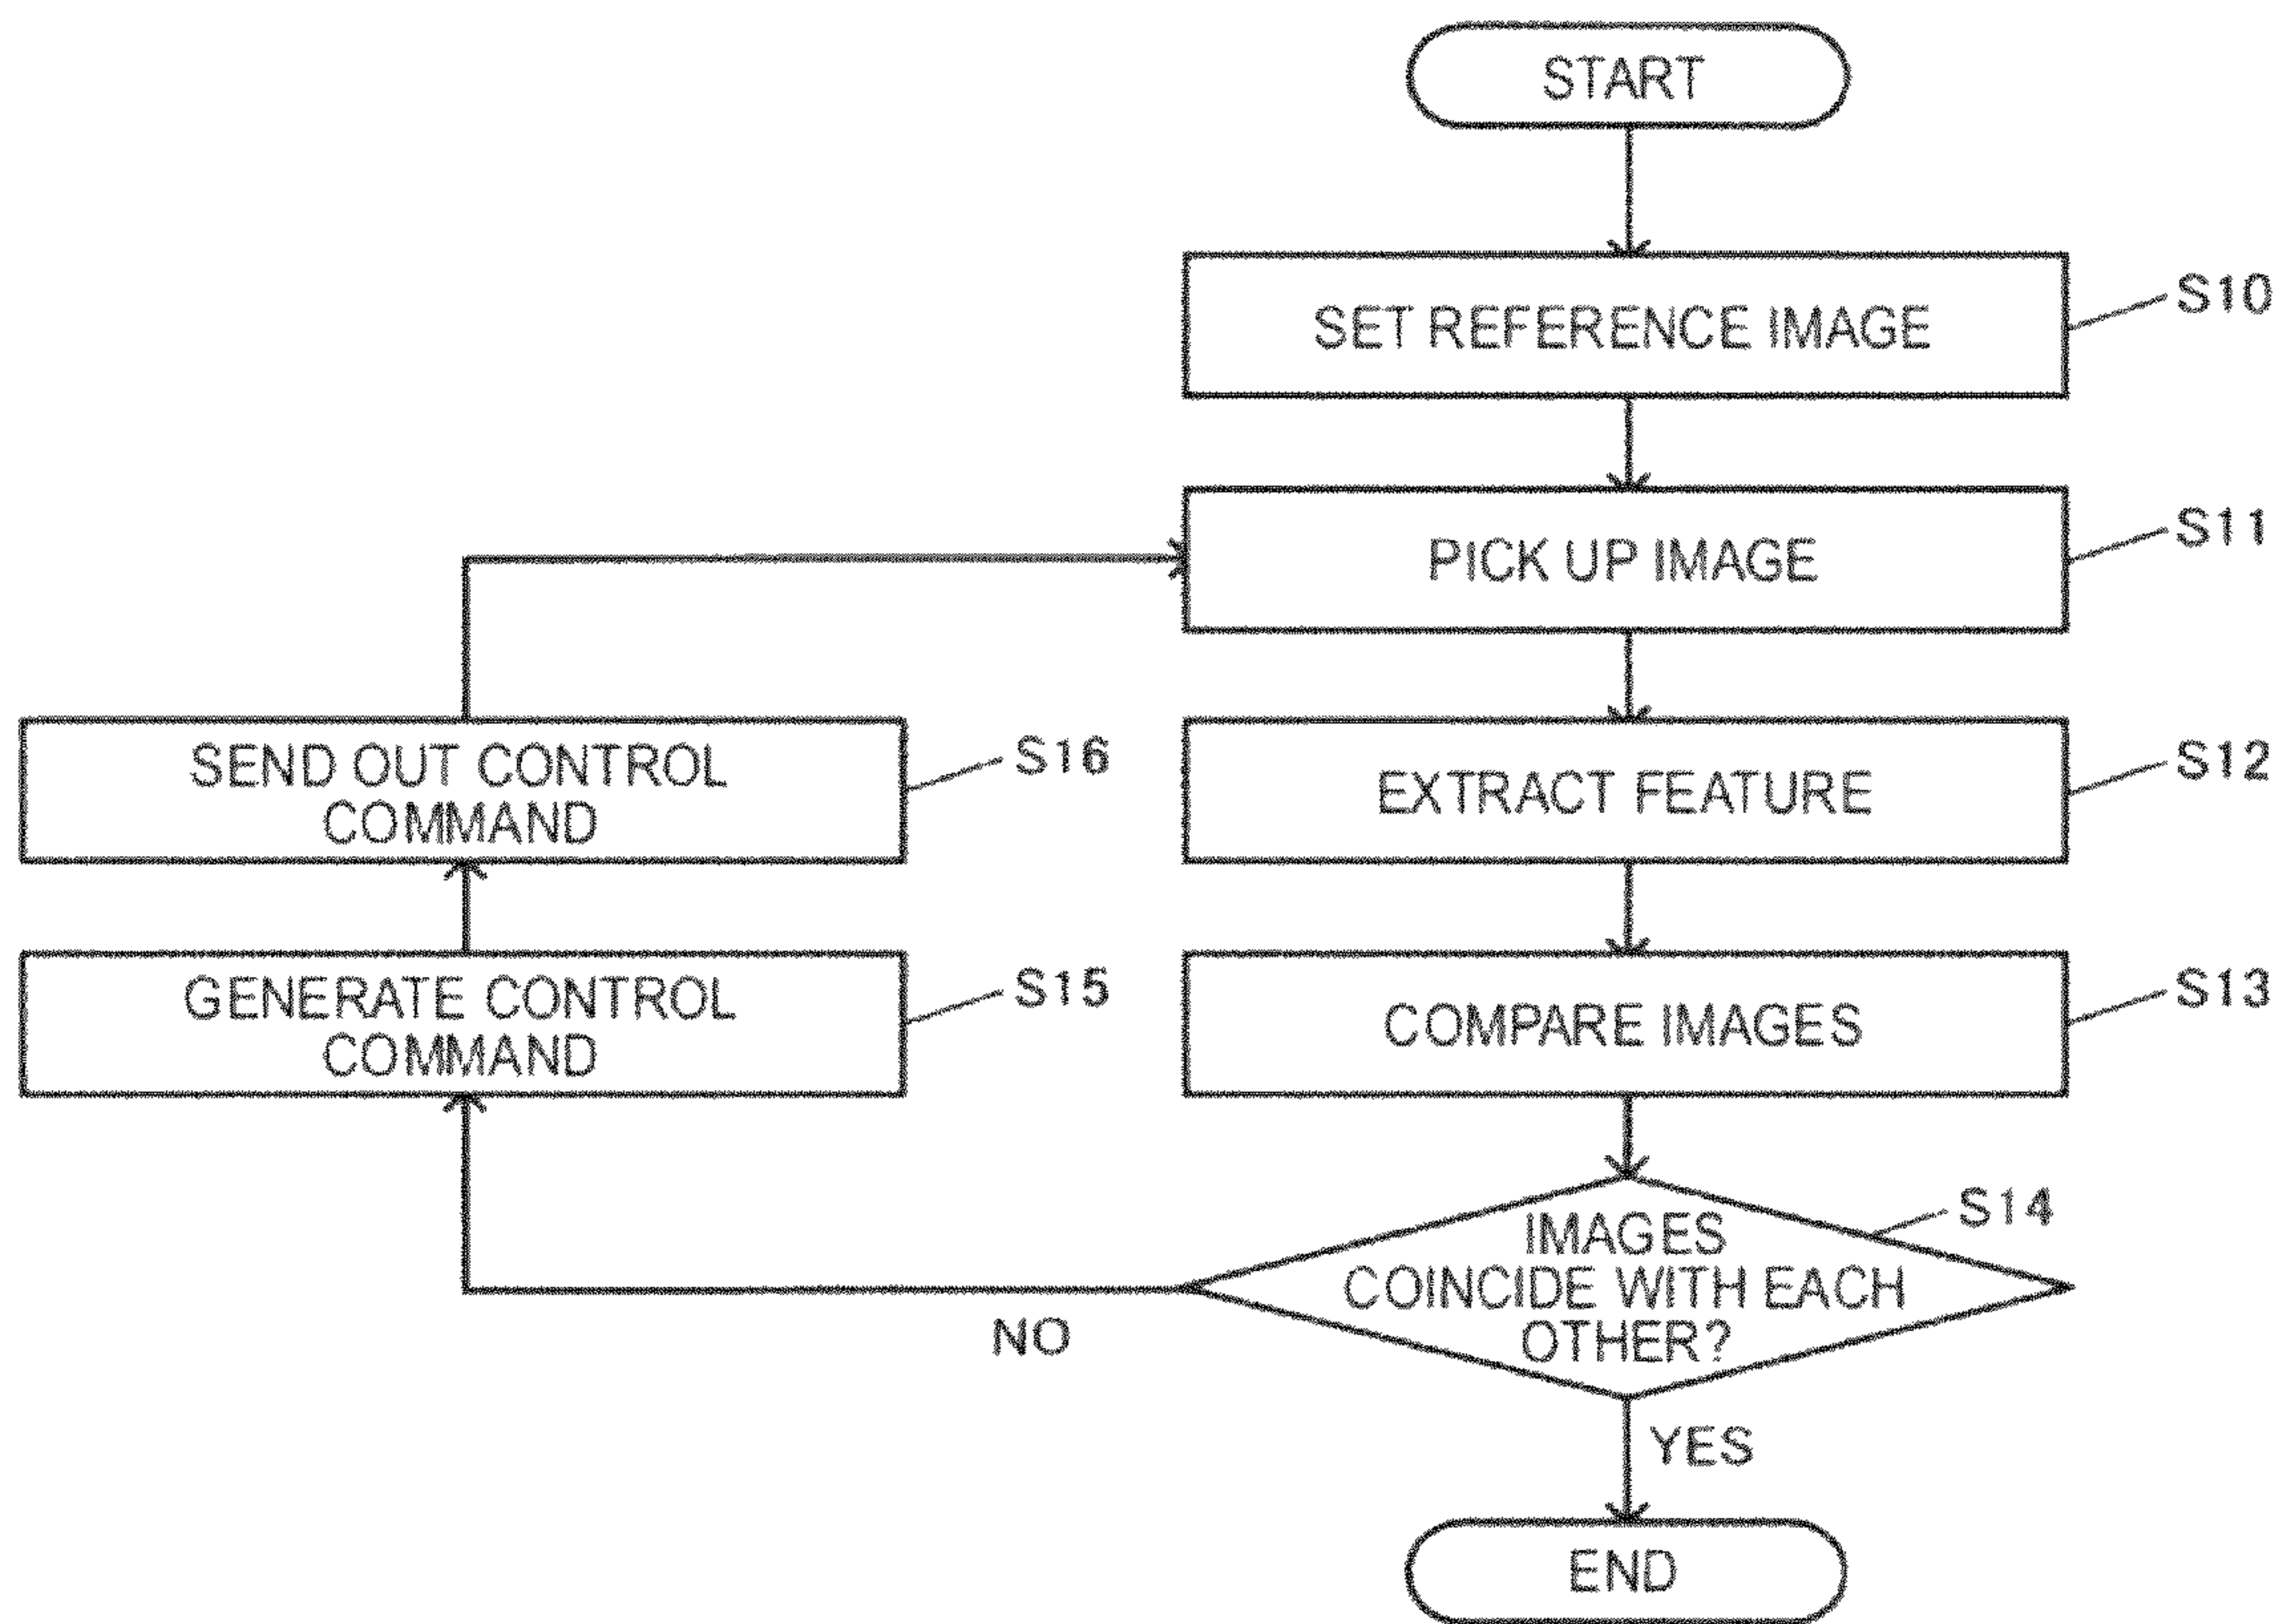 START
SET REFERENCE IMAGE
S10
PICK UP IMAGE
S11
SEND OUT CONTROL
COMMAND
S16
EXTRACT FEATURE
S12
GENERATE CONTROL
COMMAND
S15
COMPARE IMAGES
S13
IMAGES
COINCIDE WITH EACH
OTHER?
S14
NO
YES
END